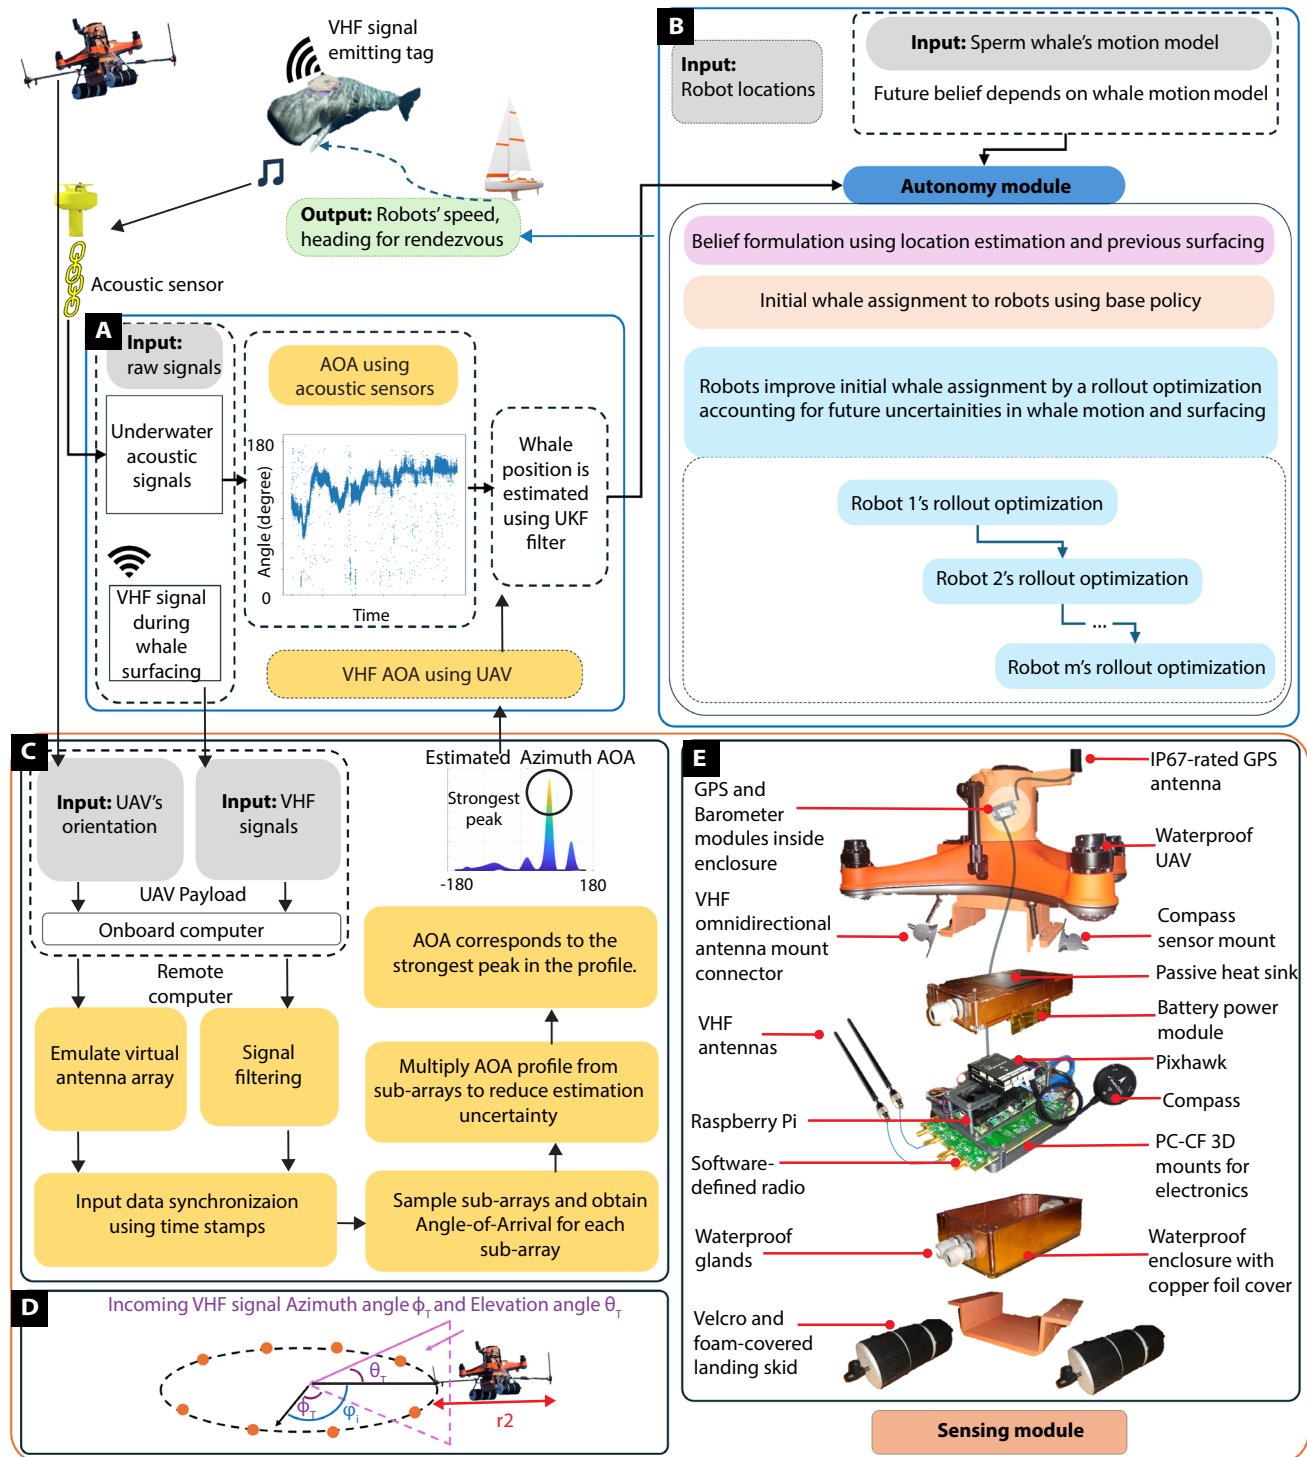 VHF signal
emitting tag
Acoustic sensor
Output: Robots’ speed,
heading for rendezvous
B
Input:
Robot locations
Input: Sperm whale’s motion model
Future belief depends on whale motion model
Autonomy module
Belief formulation using location estimation and previous surfacing
Initial whale assignment to robots using base policy
Robots improve initial whale assignment by a rollout optimization
accounting for future uncertainities in whale motion and surfacing
Robot 1’s rollout optimization
Robot 2’s rollout optimization
...
Robot m’s rollout optimization
A
Input:
raw signals
Underwater
acoustic
signals
VHF signal
during
whale
surfacing
AOA using
acoustic sensors
180
Angle (degree)
0
Time
Whale
position is
estimated
using UKF
filter
VHF AOA using UAV
C
Input: UAV’s
orientation
Input: VHF
signals
UAV Payload
Onboard computer
Remote
computer
Emulate virtual
antenna array
Signal
filtering
Input data synchronizaion
using time stamps
Estimated Azimuth AOA
Strongest
peak
-180
180
AOA corresponds to the
strongest peak in the profile.
Multiply AOA profile from
sub-arrays to reduce estimation
uncertainty
Sample sub-arrays and obtain
Angle-of-Arrival for each
sub-array
D
Incoming VHF signal Azimuth angle ϕT and Elevation angle θT
θT
ϕT
φi
r2
E
GPS and
Barometer
modules inside
enclosure
VHF
omnidirectional
antenna mount
connector
VHF
antennas
Raspberry Pi
Software-
defined radio
Waterproof
glands
Velcro and
foam-covered
landing skid
IP67-rated GPS
antenna
Waterproof
UAV
Compass
sensor mount
Passive heat sink
Battery power
module
Pixhawk
Compass
PC-CF 3D
mounts for
electronics
Waterproof
enclosure with
copper foil cover
Sensing module